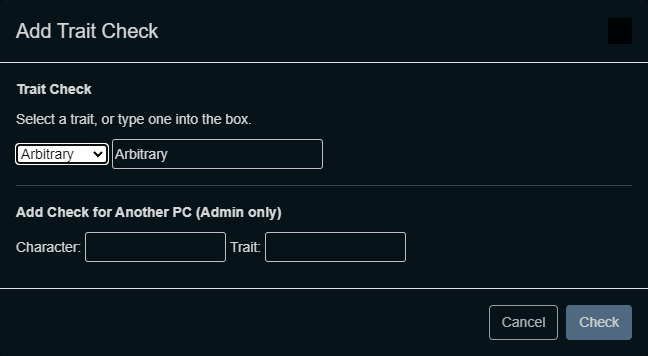 Add Trait Check
Trait Check
Select a trait, or type one into the box.
Arbitrary Arbitrary
Add Check for Another PC (Admin only)
Character: Trait:
Cancel Check